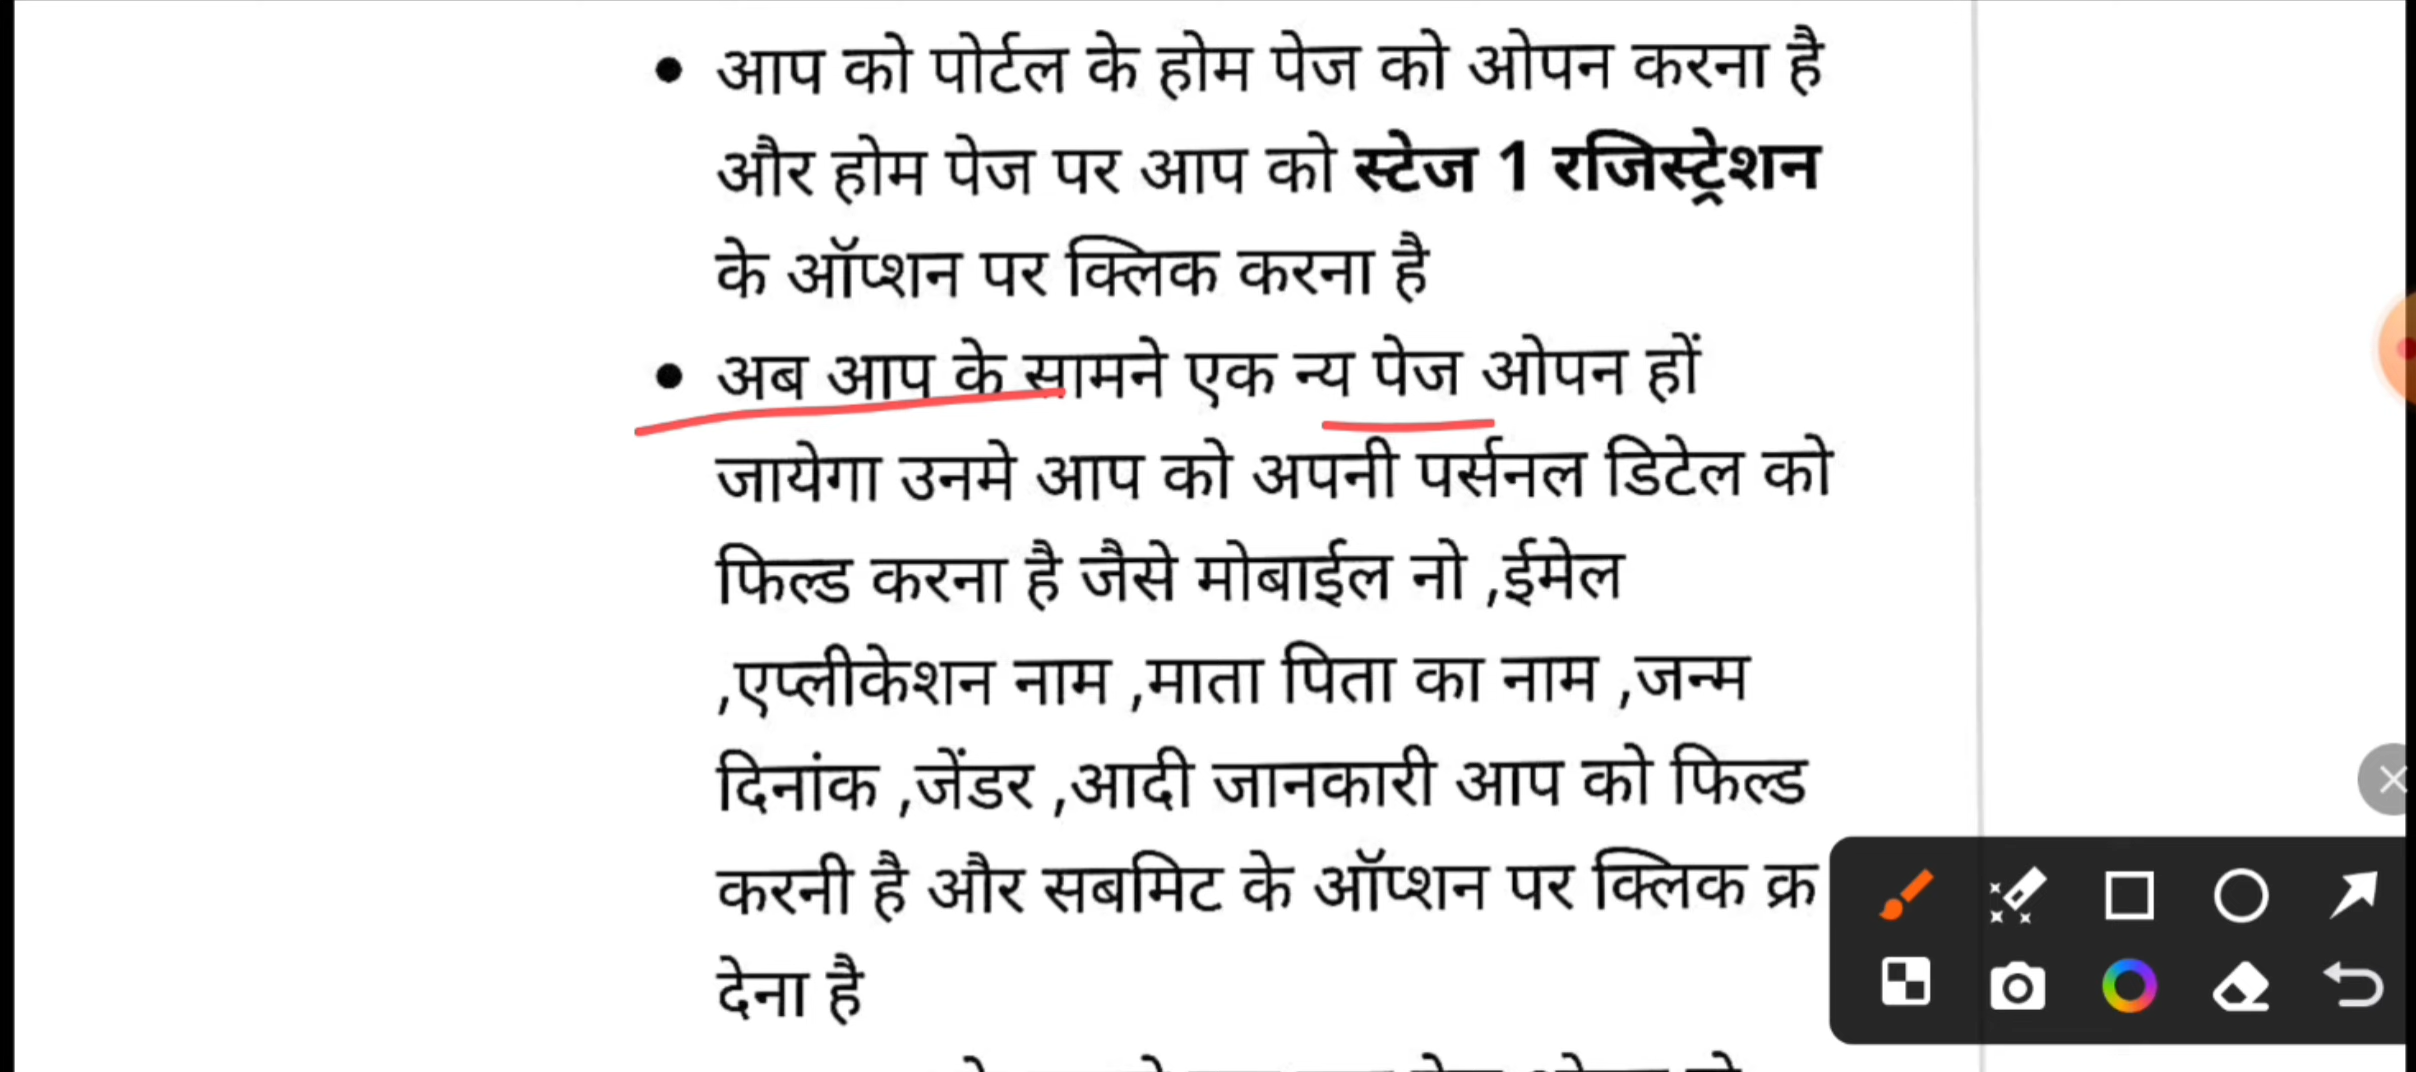 • आप को पोर्टल के होम पेज को ओपन करना है
और होम पेज पर आप को स्टेज 1 रजिस्ट्रेशन
के ऑप्शन पर क्लिक करना है
• अब आप के सामने एक न्य पेज ओपन हों
जायेगा उनमे आप को अपनी पर्सनल डिटेल को
फिल्ड करना है जैसे मोबाईल नो ,ईमेल
,एप्लीकेशन नाम ,माता पिता का नाम ,जन्म
दिनांक ,जेंडर ,आदी जानकारी आप को फिल्ड
करनी है और सबमिट के ऑप्शन पर क्लिक क्र
देना है